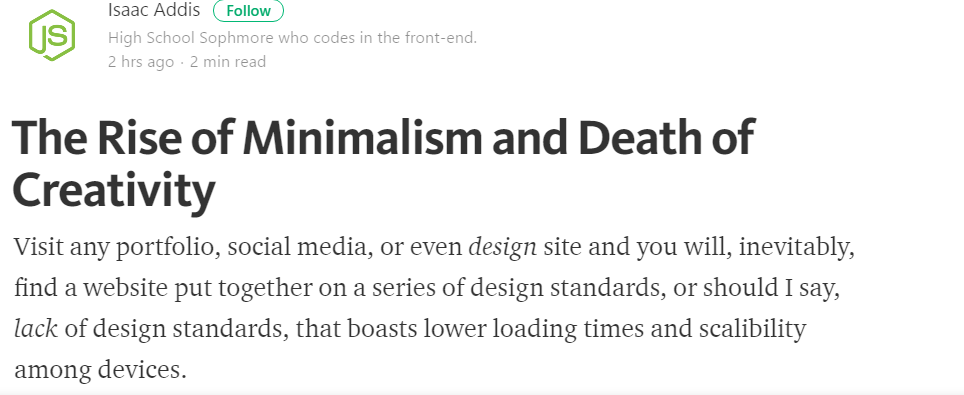 Isaac Addis Follow
JS
High School Sophmore who codes in the front-end.
2 hrs ago · 2 min read
The Rise of Minimalism and Death of
Creativity
Visit any portfolio, social media, or even design site and you will, inevitably,
find a website put together on a series of design standards, or should I say,
lack of design standards, that boasts lower loading times and scalibility
among devices.